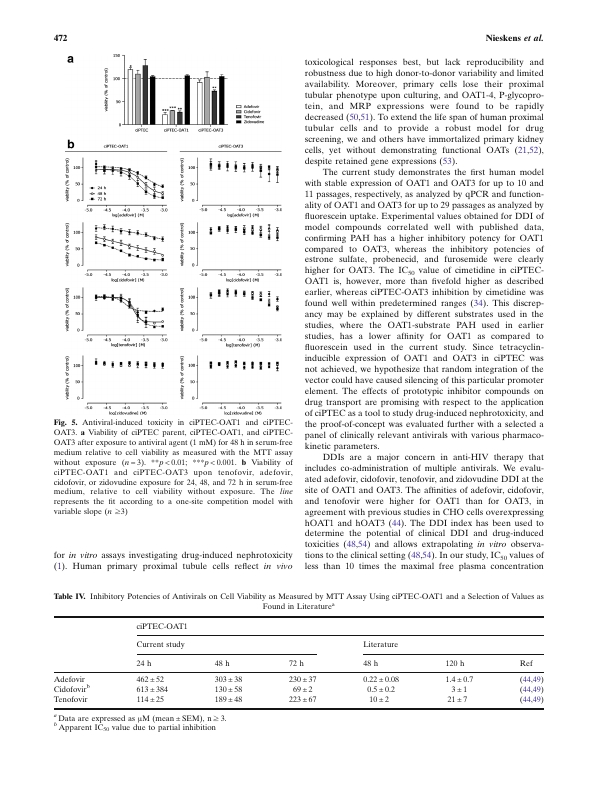 472
Nieskens et al.
a
150
100
50
0
viability (% of control)
ciPTEC
ciPTEC-OAT1
ciPTEC-OAT3
Adefovir
Cidofovir
Tenofovir
Zidovudine
b
ciPTEC-OAT1
ciPTEC-OAT3
24 h
48 h
72 h
viability (% of control)
log[adefovir] (M)
log[tenofovir] (M)
log[zidovudine] (M)
Fig. 5. Antiviral-induced toxicity in ciPTEC-OAT1 and ciPTEC-
OAT3. a Viability of ciPTEC parent, ciPTEC-OAT1, and ciPTEC-
OAT3 after exposure to antiviral agent (1 mM) for 48 h in serum-free
medium relative to cell viability as measured with the MTT assay
without exposure (n=3). **p<0.01; ***p<0.001. b Viability of
ciPTEC-OAT1 and ciPTEC-OAT3 upon tenofovir, adefovir,
cidofovir, or zidovudine exposure for 24, 48, and 72 h in serum-free
medium, relative to cell viability without exposure. The line
represents the fit according to a one-site competition model with
variable slope (n ≥3)
for in vitro assays investigating drug-induced nephrotoxicity
(1). Human primary proximal tubule cells reflect in vivo
toxicological responses best, but lack reproducibility and
robustness due to high donor-to-donor variability and limited
availability. Moreover, primary cells lose their proximal
tubular phenotype upon culturing, and OAT1-4, P-glycopro-
tein, and MRP expressions were found to be rapidly
decreased (50,51). To extend the life span of human proximal
tubular cells and to provide a robust model for drug
screening, we and others have immortalized primary kidney
cells, yet without demonstrating functional OATs (21,52),
despite retained gene expressions (53).
The current study demonstrates the first human model
with stable expression of OAT1 and OAT3 for up to 10 and
11 passages, respectively, as analyzed by qPCR and function-
ality of OAT1 and OAT3 for up to 29 passages as analyzed by
fluorescein uptake. Experimental values obtained for DDI of
model compounds correlated well with published data,
confirming PAH has a higher inhibitory potency for OAT1
compared to OAT3, whereas the inhibitory potencies of
estrone sulfate, probenecid, and furosemide were clearly
higher for OAT3. The IC50 value of cimetidine in ciPTEC-
OAT1 is, however, more than fivefold higher as described
earlier, whereas ciPTEC-OAT3 inhibition by cimetidine was
found well within predetermined ranges (34). This discrep-
ancy may be explained by different substrates used in the
studies, where the OAT1-substrate PAH used in earlier
studies, has a lower affinity for OAT1 as compared to
fluorescein used in the current study. Since tetracyclin-
inducible expression of OAT1 and OAT3 in ciPTEC was
not achieved, we hypothesize that random integration of the
vector could have caused silencing of this particular promoter
element. The effects of prototypic inhibitor compounds on
drug transport are promising with respect to the application
of ciPTEC as a tool to study drug-induced nephrotoxicity, and
the proof-of-concept was evaluated further with a selected a
panel of clinically relevant antivirals with various pharmaco-
kinetic parameters.
DDIs are a major concern in anti-HIV therapy that
includes co-administration of multiple antivirals. We evalu-
ated adefovir, cidofovir, tenofovir, and zidovudine DDI at the
site of OAT1 and OAT3. The affinities of adefovir, cidofovir,
and tenofovir were higher for OAT1 than for OAT3, in
agreement with previous studies in CHO cells overexpressing
hOAT1 and hOAT3 (44). The DDI index has been used to
determine the potential of clinical DDI and drug-induced
toxicities (48,54) and allows extrapolating in vitro observa-
tions to the clinical setting (48,54). In our study, IC50 values of
less than 10 times the maximal free plasma concentration
Table IV. Inhibitory Potencies of Antivirals on Cell Viability as Measured by MTT Assay Using ciPTEC-OAT1 and a Selection of Values as
Found in Literatureᵃ
ciPTEC-OAT1
Current study Literature
24 h 48 h 72 h 48 h 120 h Ref
Adefovir 462 ± 52 303 ± 38 230 ± 37 0.22 ± 0.08 1.4 ± 0.7 (44,49)
Cidofovirᵇ 613 ± 384 130 ± 58 69 ± 2 0.5 ± 0.2 3 ± 1 (44,49)
Tenofovir 114 ± 25 189 ± 48 223 ± 67 10 ± 2 21 ± 7 (44,49)
ᵃ Data are expressed as μM (mean ± SEM), n ≥ 3.
ᵇ Apparent IC50 value due to partial inhibition